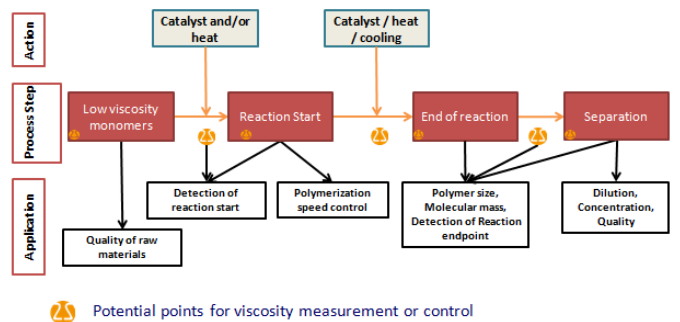 Action
Catalyst and/or
heat
Catalyst / heat
/ cooling
Process Step
Low viscosity
monomers
Reaction Start
End of reaction
Separation
Application
Detection of
reaction start
Polymerization
speed control
Polymer size,
Molecular mass,
Detection of Reaction
endpoint
Dilution,
Concentration,
Quality
Quality of raw
materials
Potential points for viscosity measurement or control